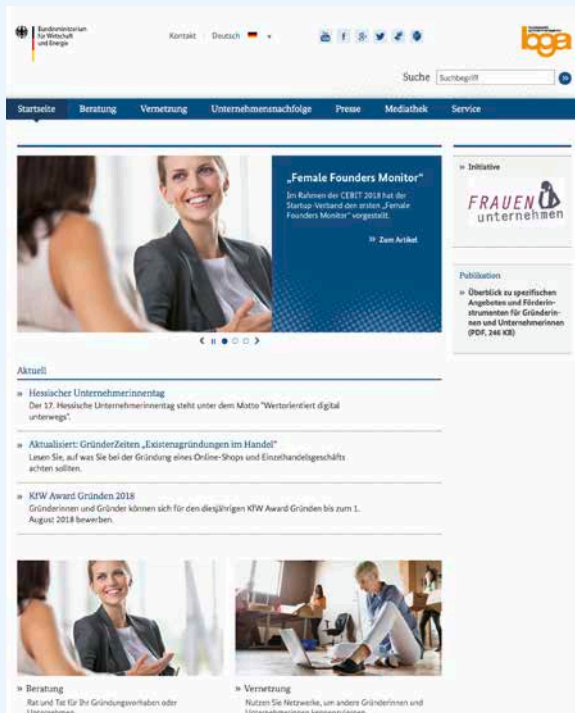 Bundesministerium
für Wirtschaft
und Energie
Kontakt
Deutsch
bga
Suche
Suchbegriff
Startseite
Beratung
Vernetzung
Unternehmensnachfolge
Presse
Mediathek
Service
„Female Founders Monitor“
Im Rahmen der CEBIT 2018 hat der
Startup-Verband den ersten „Female
Founders Monitor“ vorgestellt.
» Zum Artikel
» Initiative
FRAUEN
unternehmen
Publikation
» Überblick zu spezifischen
Angeboten und Förderin-
strumenten für Gründerin-
nen und Unternehmerinnen
(PDF, 246 KB)
Aktuell
» Hessischer Unternehmerinnentag
Der 17. Hessische Unternehmerinnentag steht unter dem Motto "Wertorientiert digital
unterwegs".
» Aktualisiert: GründerZeiten „Existenzgründungen im Handel“
Lesen Sie, auf was Sie bei der Gründung eines Online-Shops und Einzelhandelsgeschäfts
achten sollten.
» KfW Award Gründen 2018
Gründerinnen und Gründer können sich für den diesjährigen KfW Award Gründen bis zum 1.
August 2018 bewerben.
» Beratung
Rat und Tat für Ihr Gründungsvorhaben oder
Unternehmen
» Vernetzung
Nutzen Sie Netzwerke, um andere Gründerinnen und
Unternehmerinnen kennenzulernen